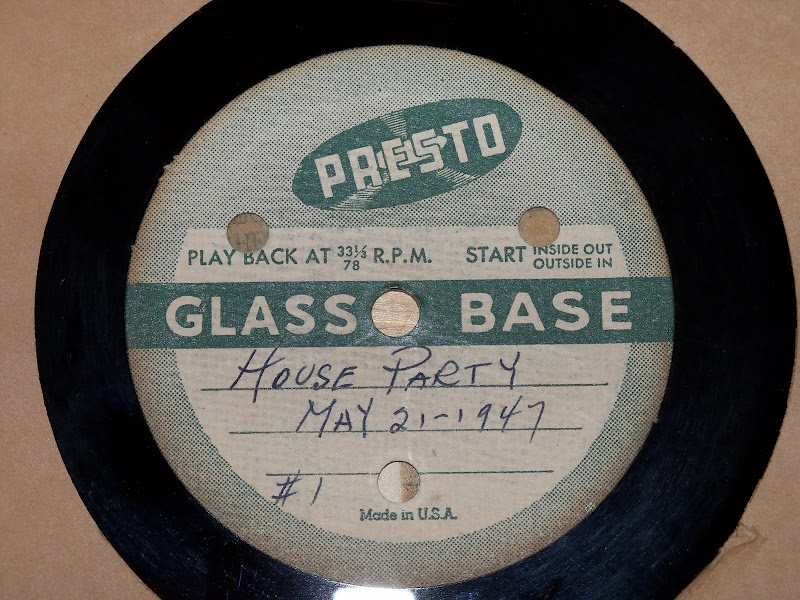 PRESTO
PLAY BACK AT 33⅓ 78 R.P.M. START INSIDE OUT OUTSIDE IN
GLASS BASE
HOUSE PARTY
MAY 21-1947
#1
Made in U.S.A.